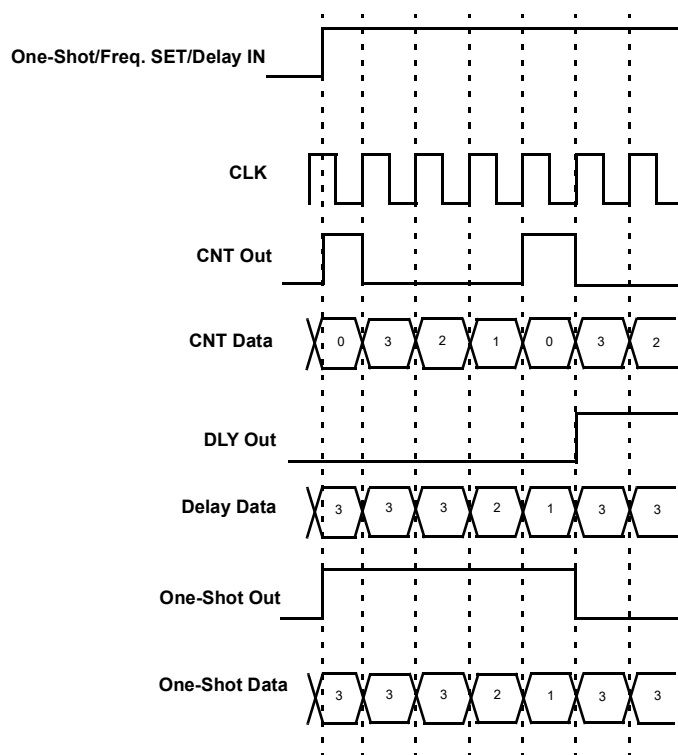 One-Shot/Freq. SET/Delay IN
CLK
CNT Out
CNT Data 0 3 2 1 0 3 2
DLY Out
Delay Data 3 3 3 2 1 3 3
One-Shot Out
One-Shot Data 3 3 3 2 1 3 3